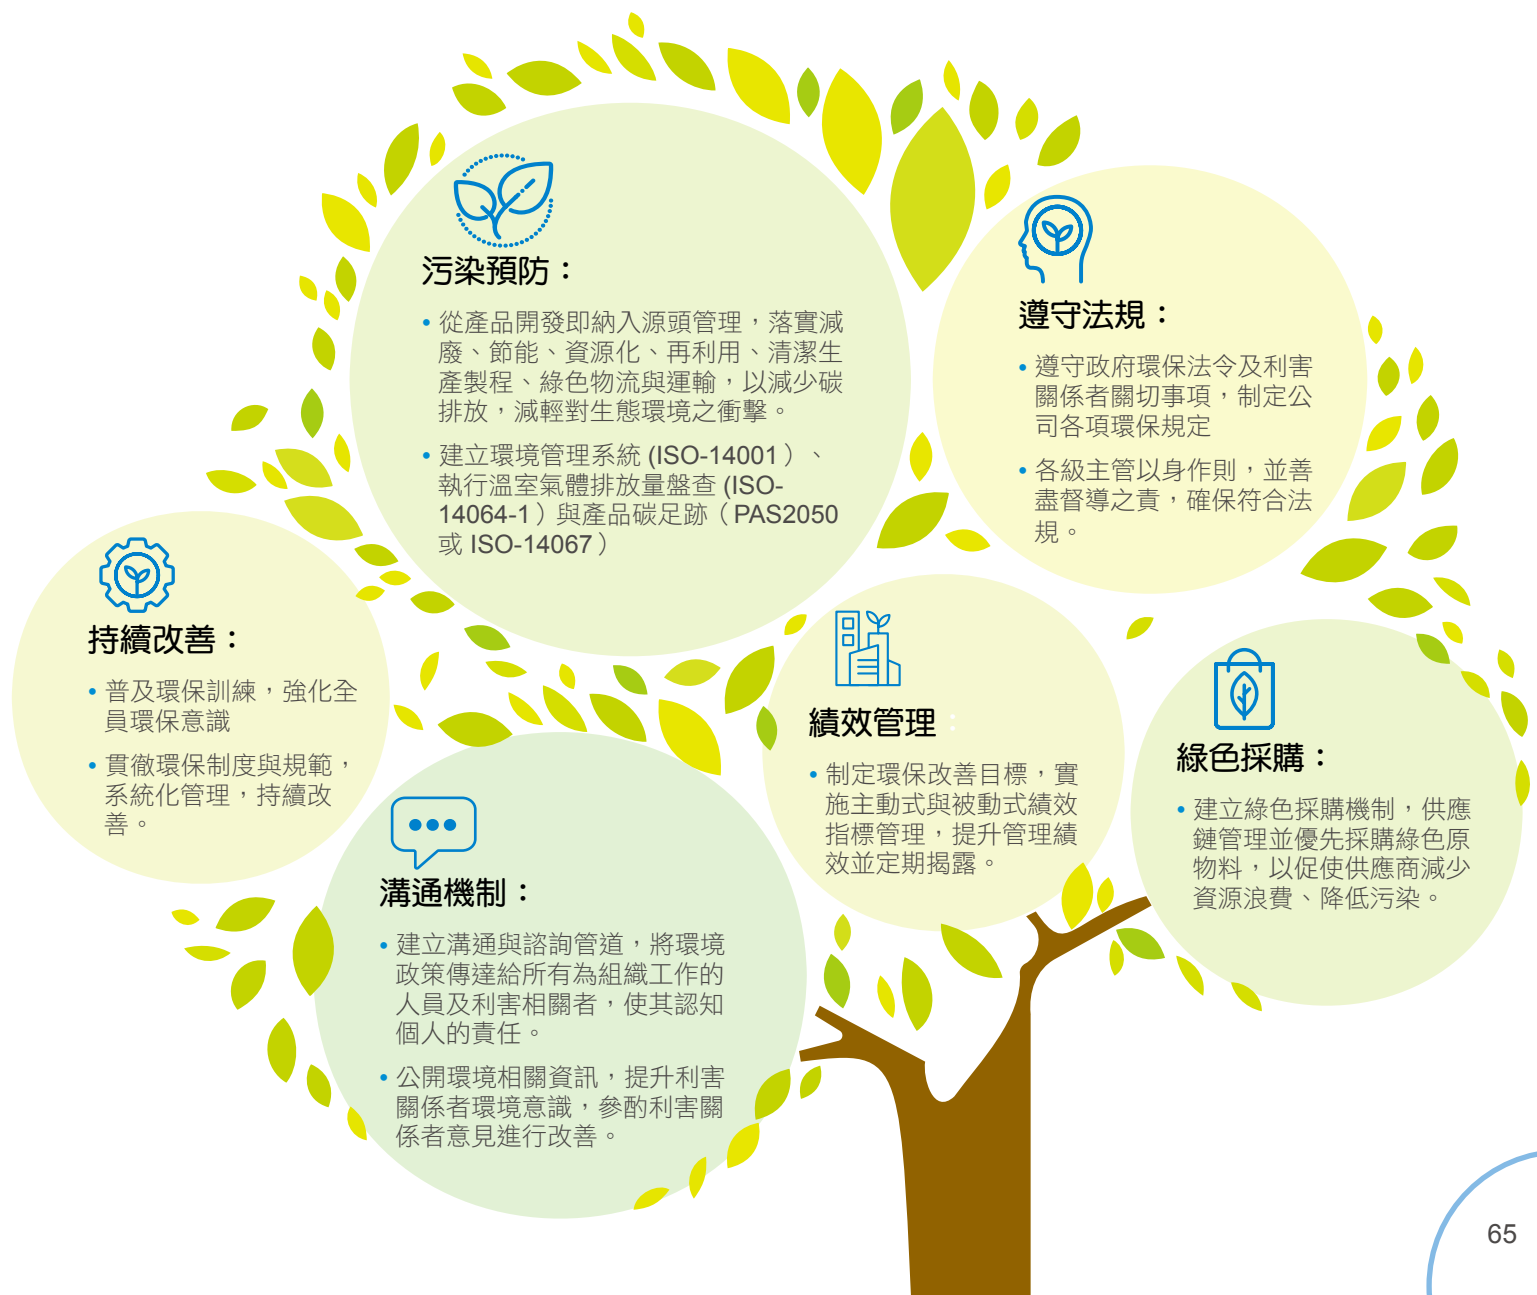 污染預防：
• 從產品開發即納入源頭管理，落實減
廢、節能、資源化、再利用、清潔生
產製程、綠色物流與運輸，以減少碳
排放，減輕對生態環境之衝擊。
• 建立環境管理系統 (ISO-14001）、
執行溫室氣體排放量盤查 (ISO-
14064-1）與產品碳足跡（PAS2050
或 ISO-14067）
遵守法規：
• 遵守政府環保法令及利害
關係者關切事項，制定公
司各項環保規定
• 各級主管以身作則，並善
盡督導之責，確保符合法
規。
持續改善：
• 普及環保訓練，強化全
員環保意識
• 貫徹環保制度與規範，
系統化管理，持續改
善。
績效管理：
• 制定環保改善目標，實
施主動式與被動式績效
指標管理，提升管理績
效並定期揭露。
綠色採購：
• 建立綠色採購機制，供應
鏈管理並優先採購綠色原
物料，以促使供應商減少
資源浪費、降低污染。
溝通機制：
• 建立溝通與諮詢管道，將環境
政策傳達給所有為組織工作的
人員及利害相關者，使其認知
個人的責任。
• 公開環境相關資訊，提升利害
關係者環境意識，參酌利害關
係者意見進行改善。
65